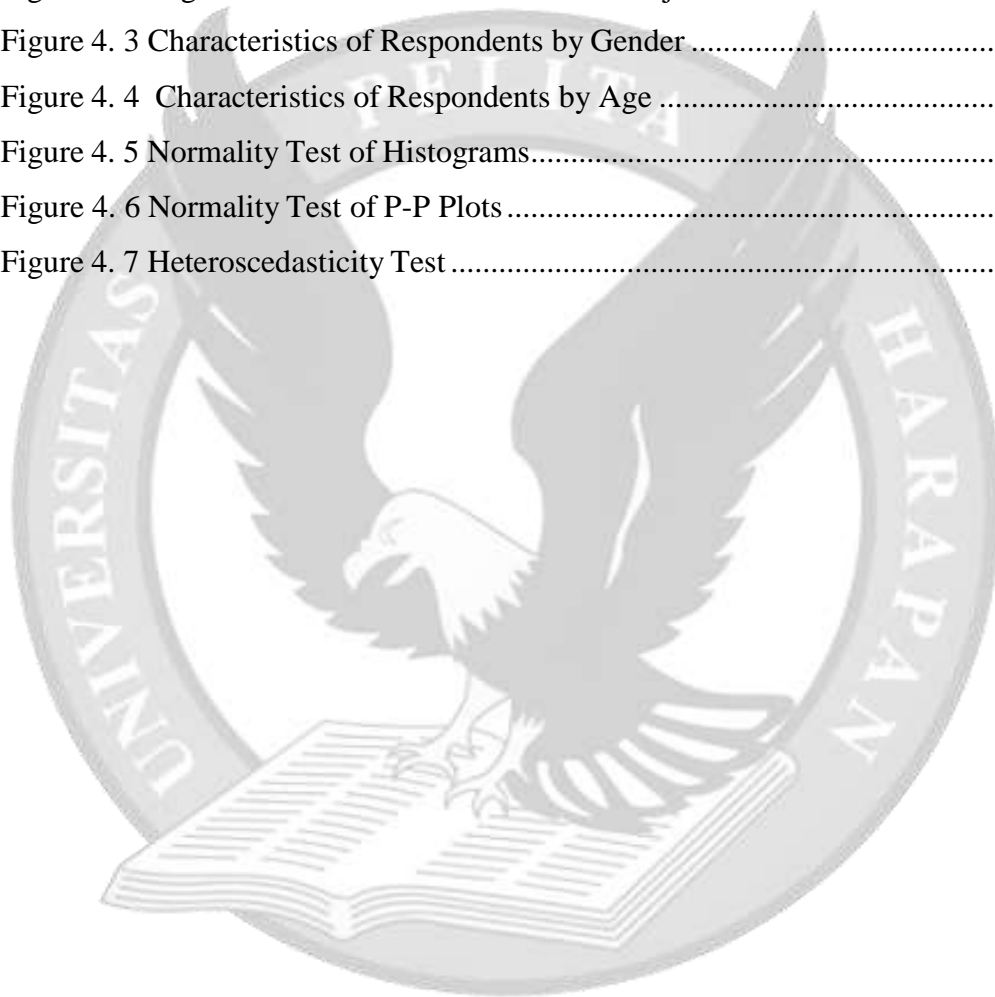 Figure 4. 3 Characteristics of Respondents by Gender ......................................
Figure 4. 4  Characteristics of Respondents by Age ..........................................
Figure 4. 5 Normality Test of Histograms..........................................................
Figure 4. 6 Normality Test of P-P Plots .............................................................
Figure 4. 7 Heteroscedasticity Test ....................................................................
UNIVERSITAS PELITA HARAPAN